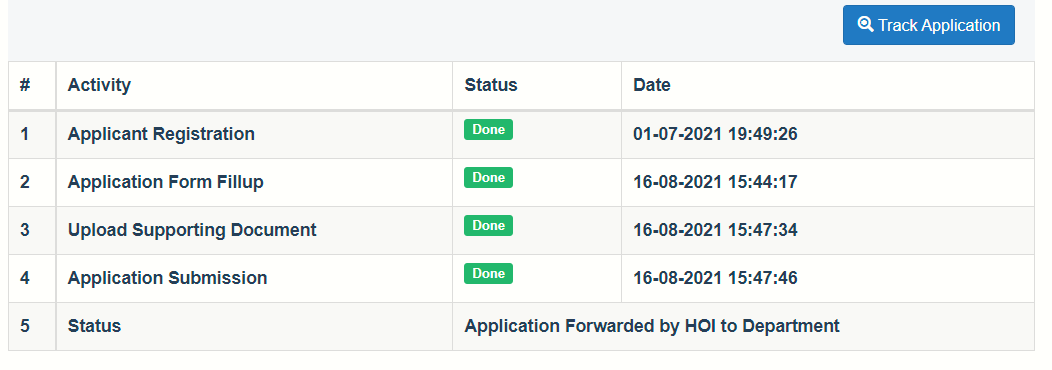 Track Application
# Activity Status Date
1 Applicant Registration Done 01-07-2021 19:49:26
2 Application Form Fillup Done 16-08-2021 15:44:17
3 Upload Supporting Document Done 16-08-2021 15:47:34
4 Application Submission Done 16-08-2021 15:47:46
5 Status Application Forwarded by HOI to Department